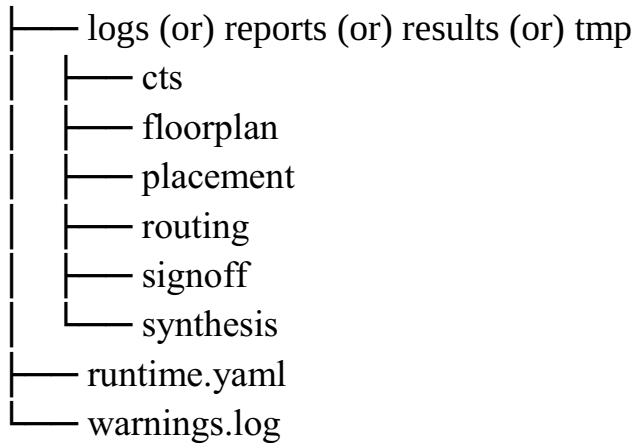 logs (or) reports (or) results (or) tmp
cts
floorplan
placement
routing
signoff
synthesis
runtime.yaml
warnings.log